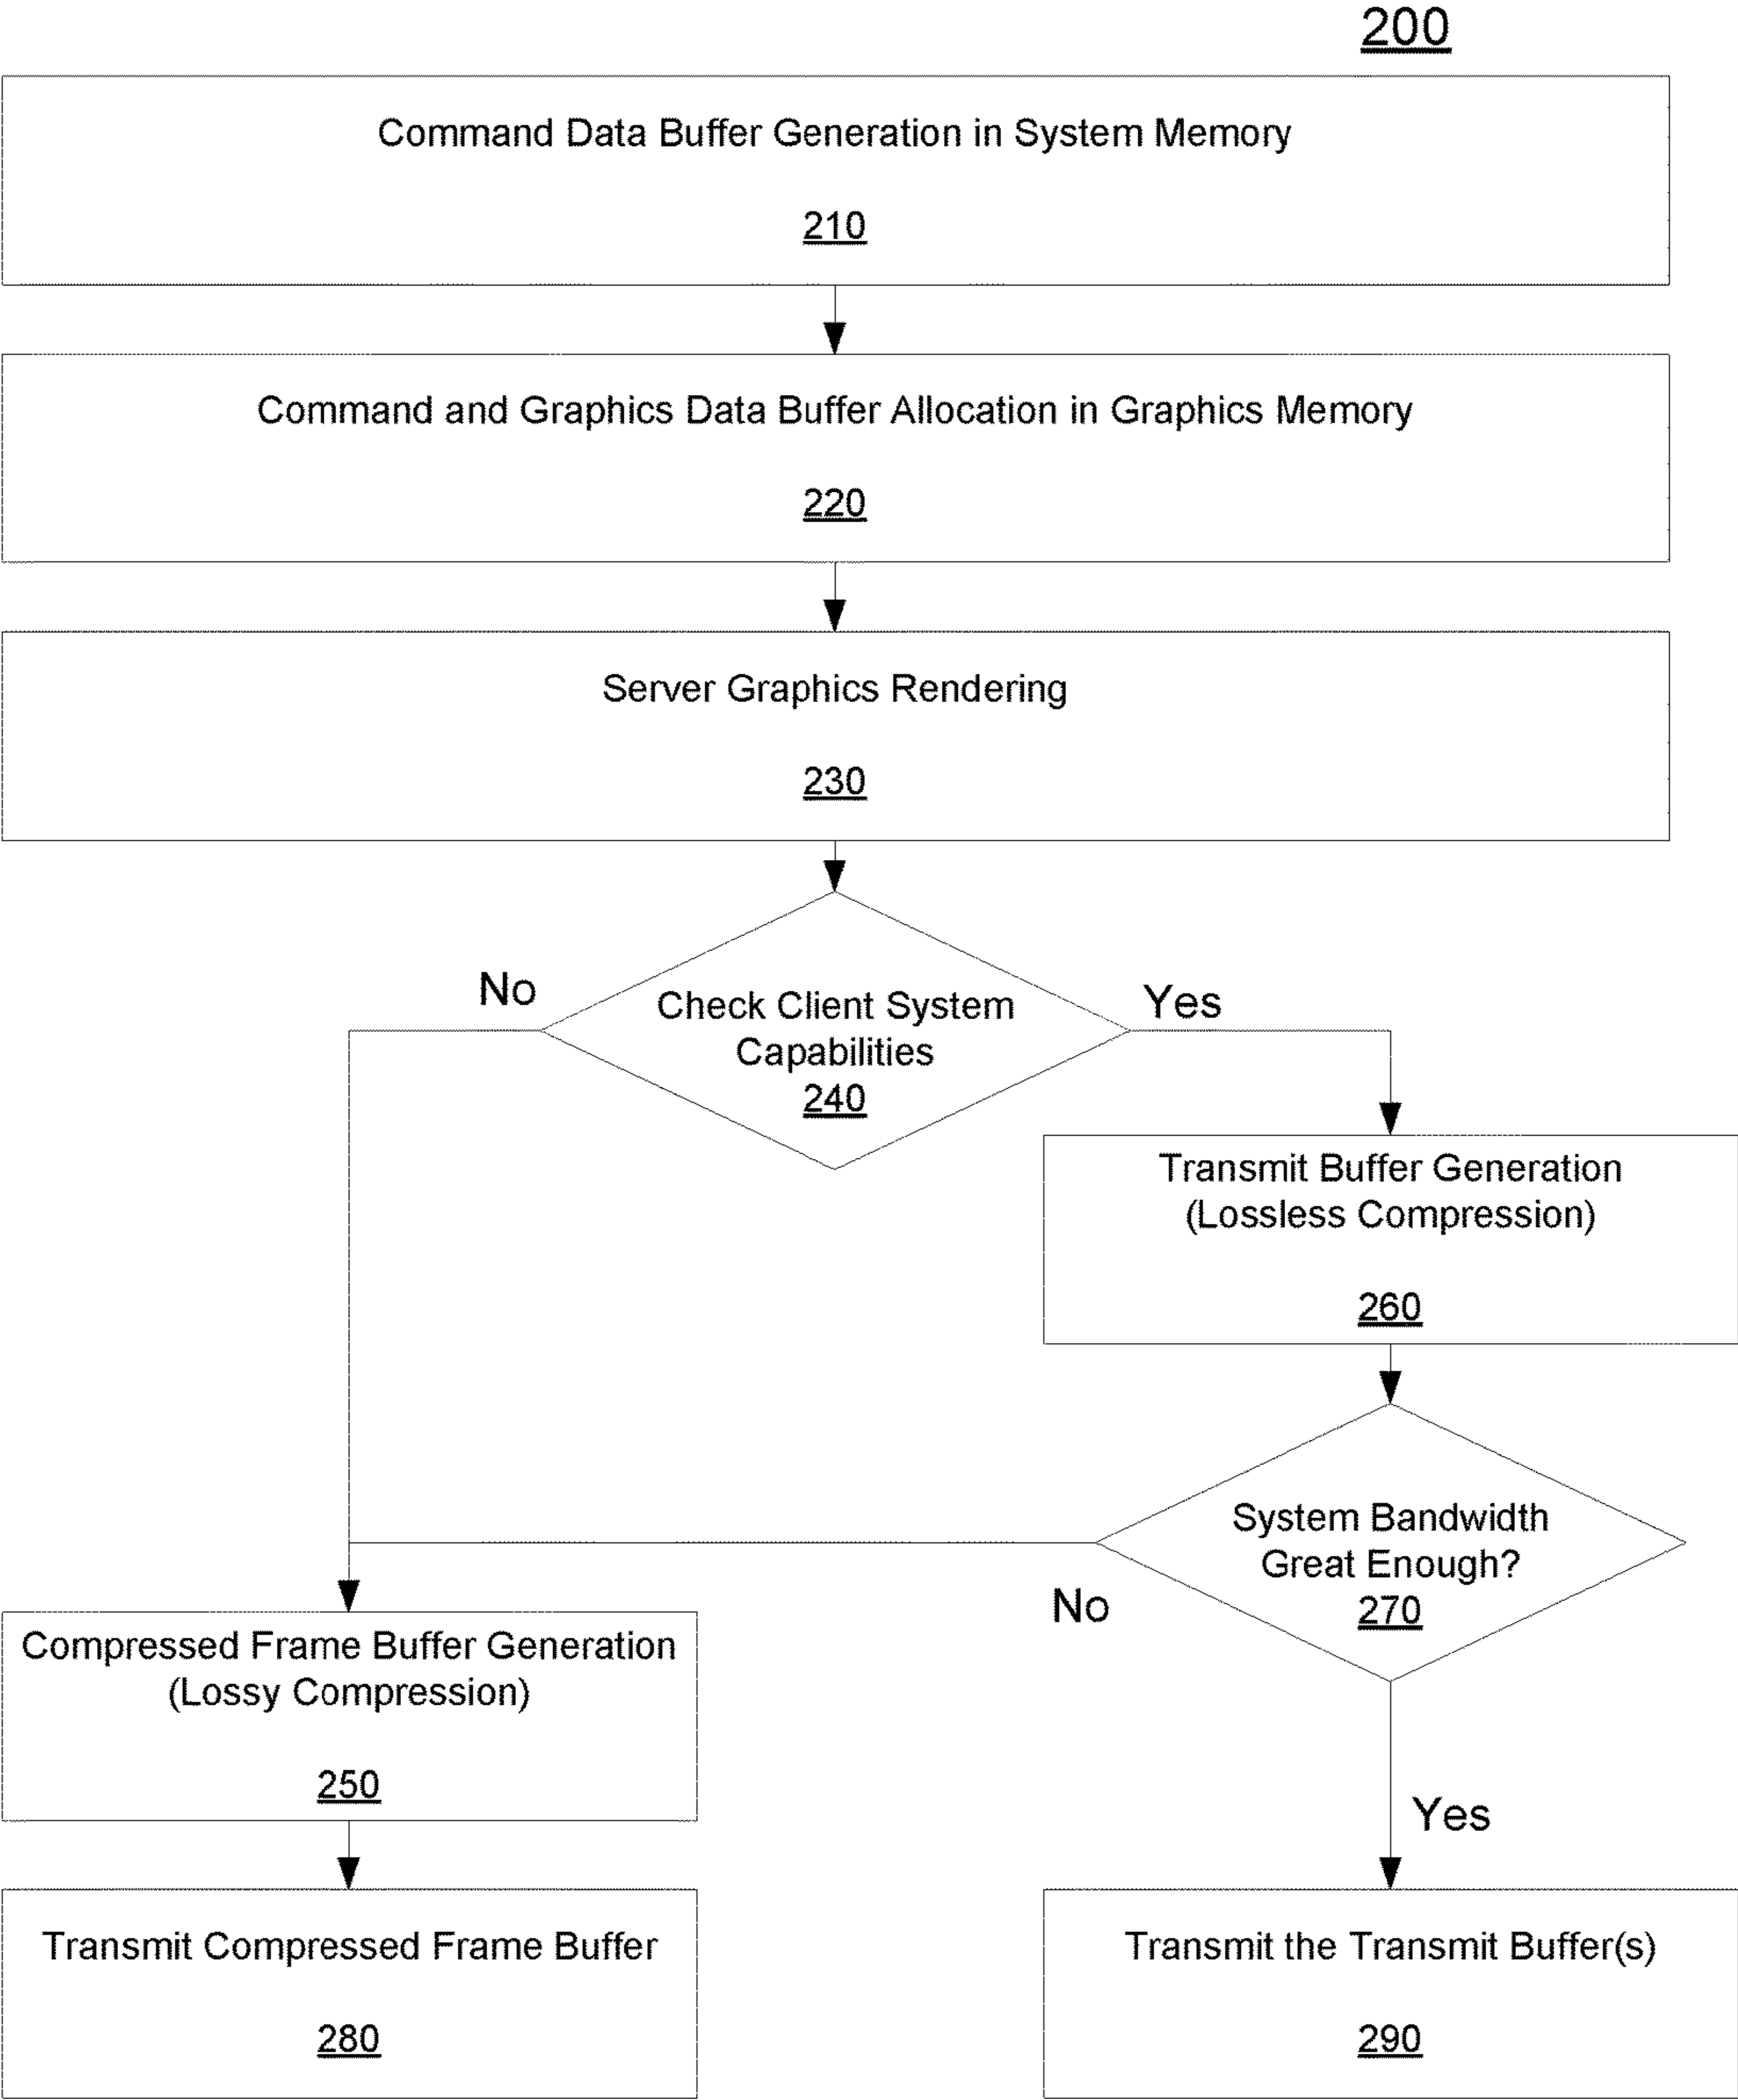 200
Command Data Buffer Generation in System Memory
210
Command and Graphics Data Buffer Allocation in Graphics Memory
220
Server Graphics Rendering
230
No
Check Client System
Capabilities
240
Yes
Transmit Buffer Generation
(Lossless Compression)
260
System Bandwidth
Great Enough?
270
No
Compressed Frame Buffer Generation
(Lossy Compression)
250
Yes
Transmit Compressed Frame Buffer
280
Transmit the Transmit Buffer(s)
290